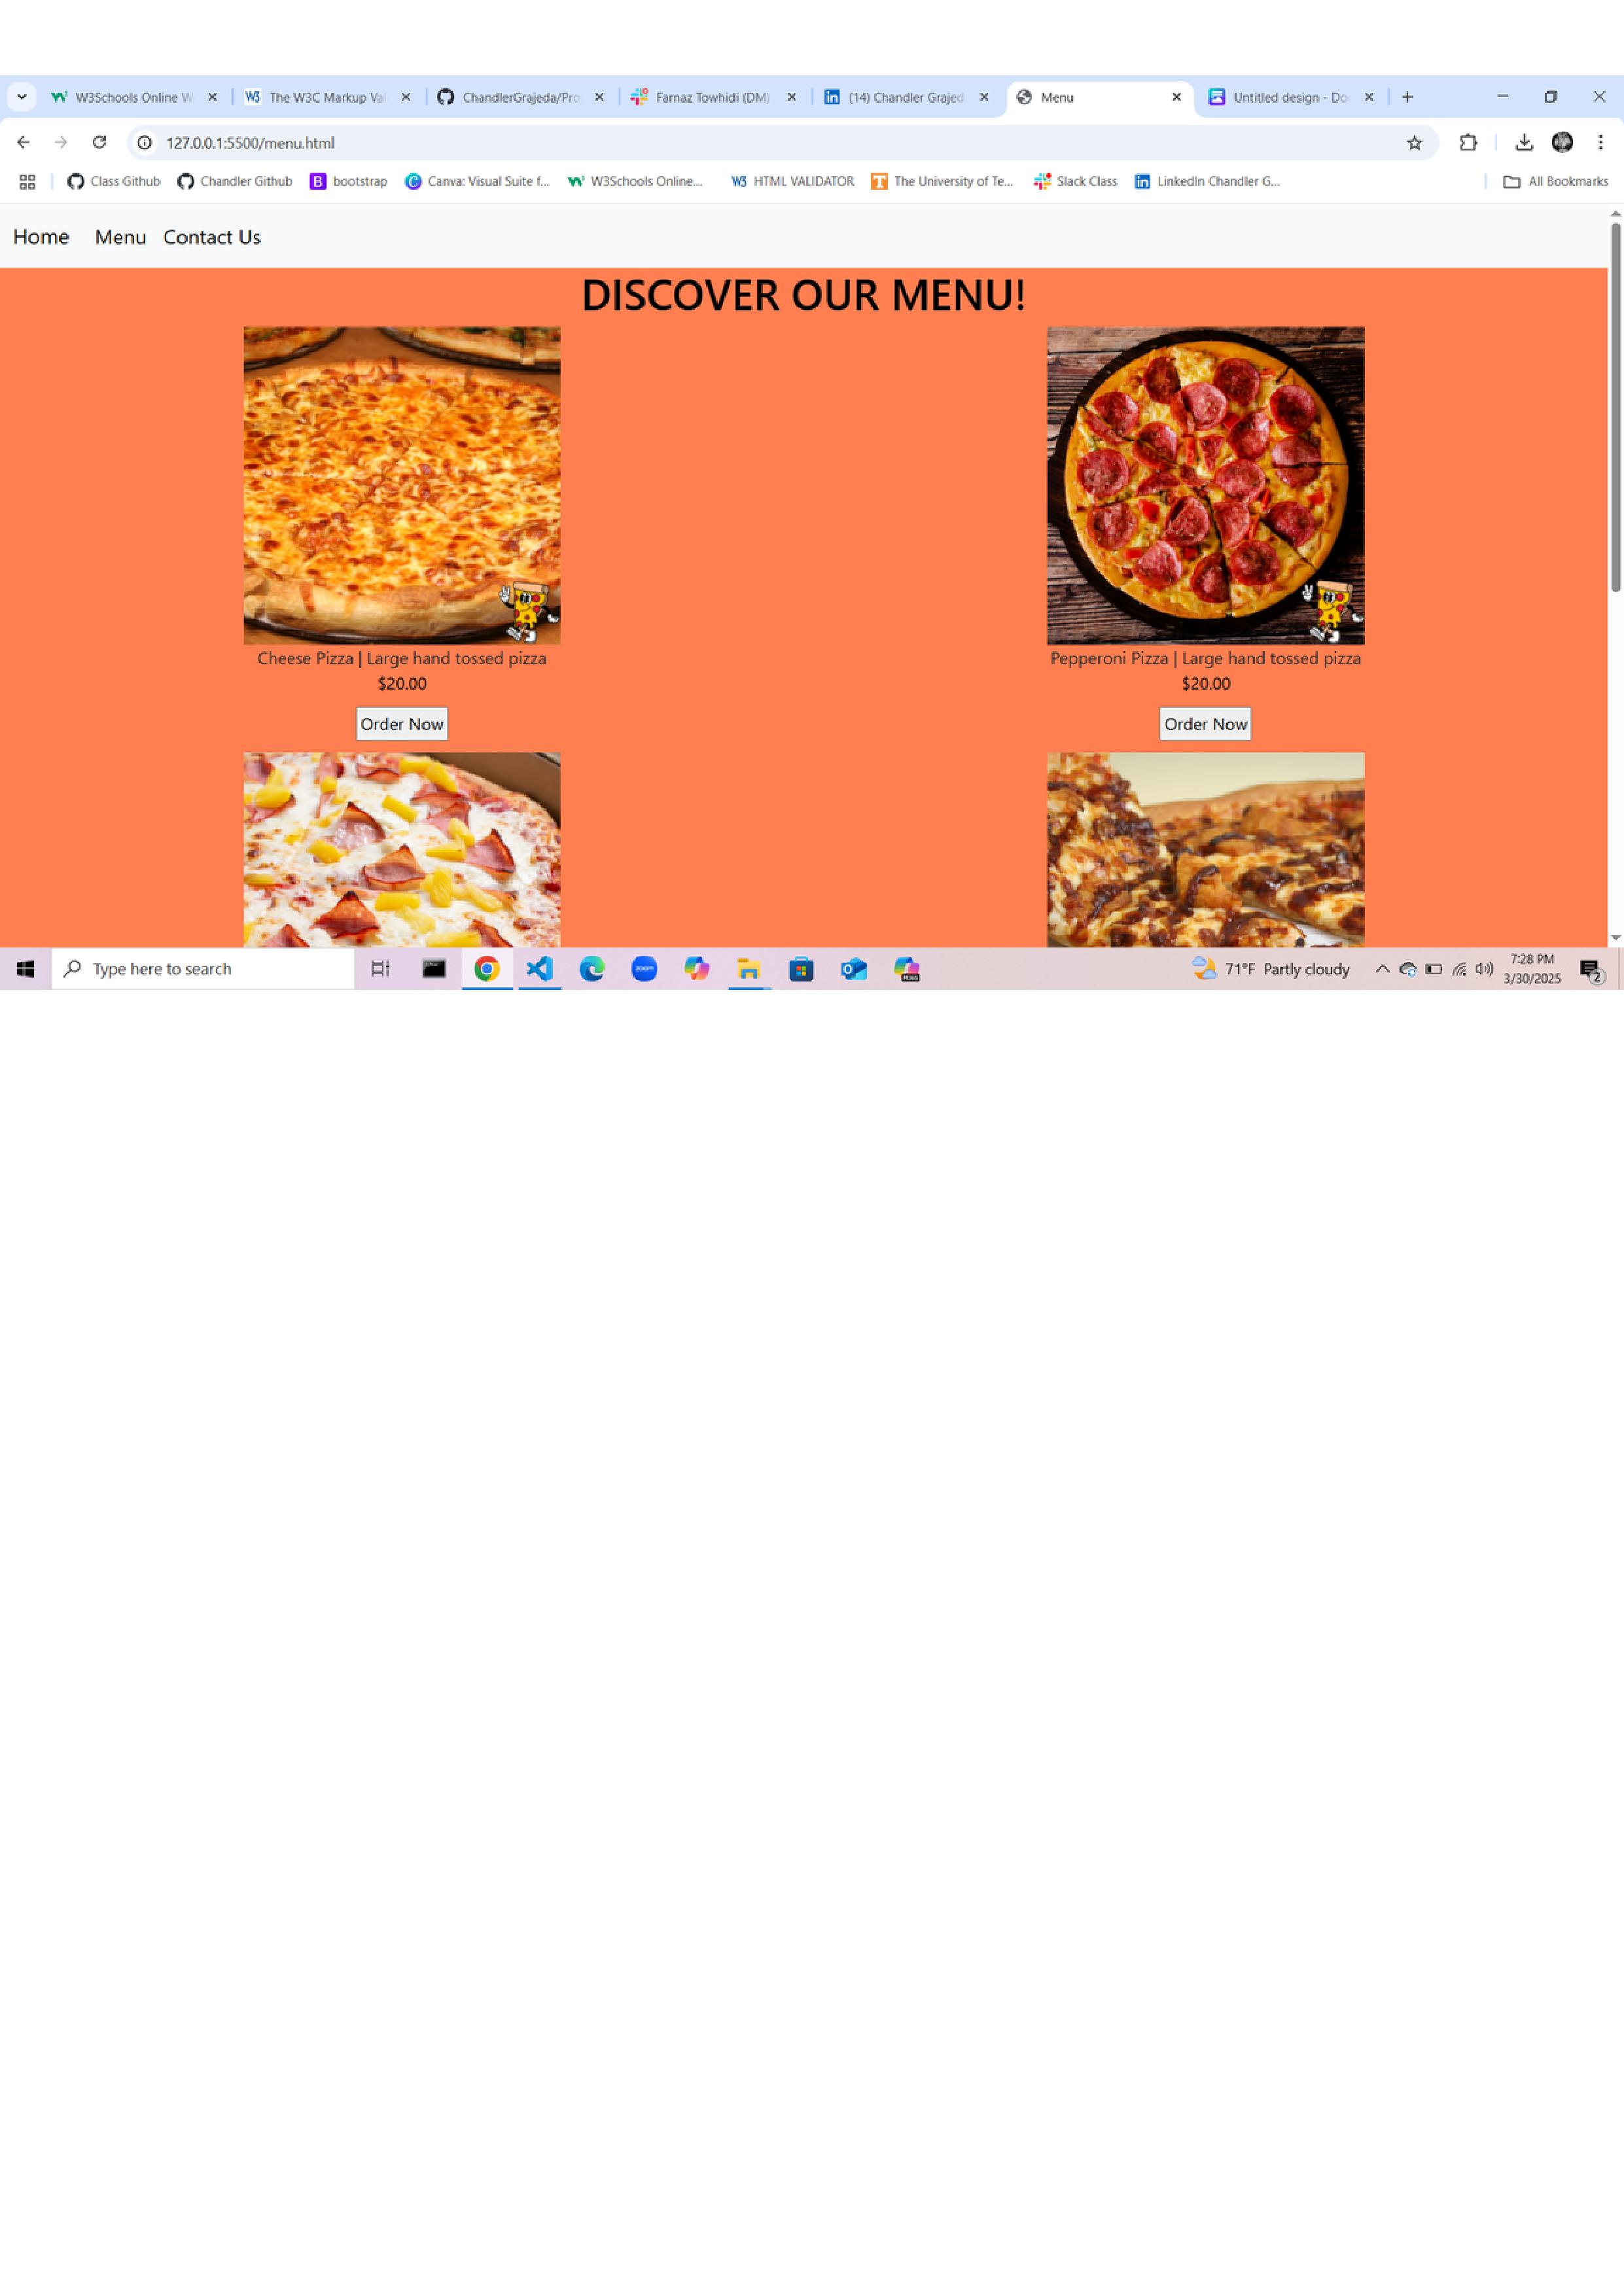 W3Schools Online W
The W3C Markup Val
ChandlerGrajeda/Pro
Farnaz Towhidi (DM)
(14) Chandler Grajed
Menu
Untitled design - Do
127.0.0.1:5500/menu.html
Class Github
Chandler Github
B bootstrap
Canva: Visual Suite f...
W3Schools Online...
HTML VALIDATOR
The University of Te...
Slack Class
LinkedIn Chandler G...
All Bookmarks
Home Menu Contact Us
DISCOVER OUR MENU!
Cheese Pizza | Large hand tossed pizza
$20.00
Order Now
Pepperoni Pizza | Large hand tossed pizza
$20.00
Order Now
Type here to search
zoom
71°F Partly cloudy
7:28 PM
3/30/2025
2